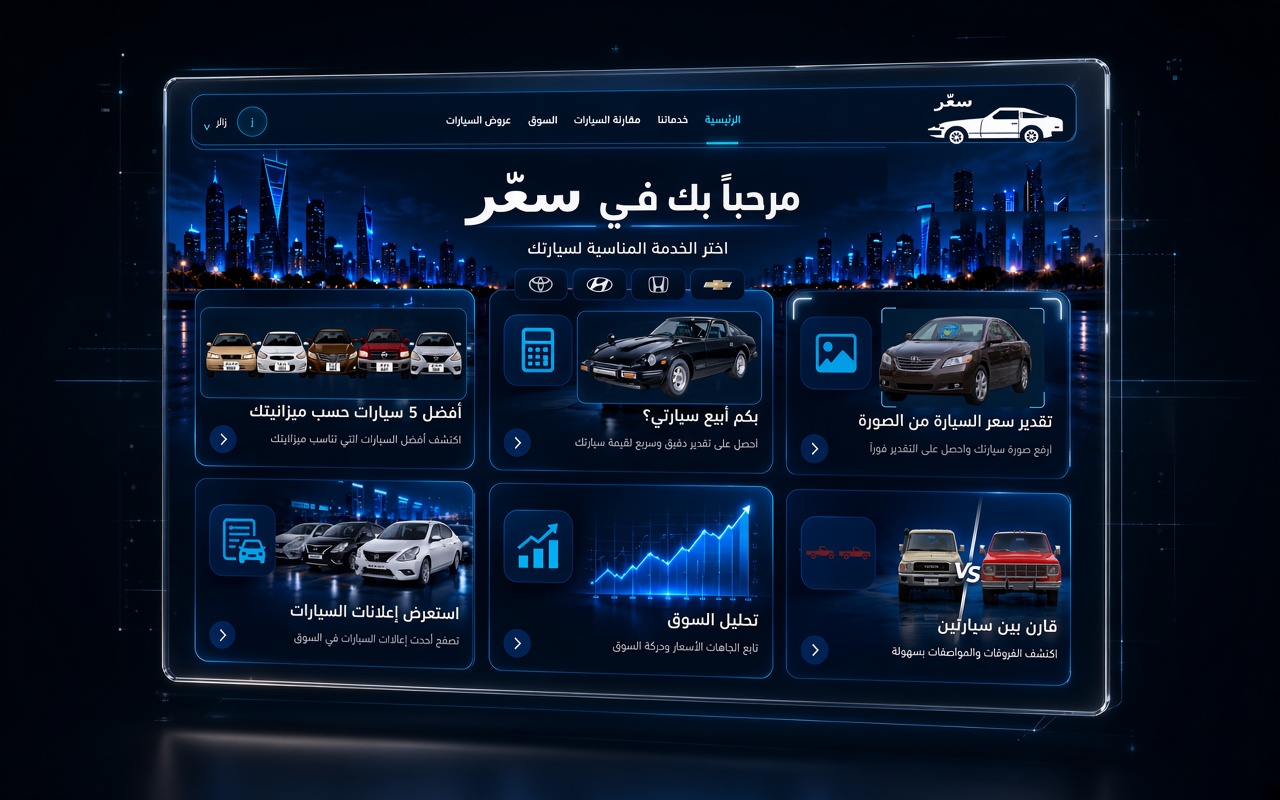 سعّر
الرئيسية
خدماتنا
مقارنة السيارات
السوق
عروض السيارات
زائر
مرحباً بك في سعّر
اختر الخدمة المناسبة لسيارتك
تقدير سعر السيارة من الصورة
ارفع صورة سيارتك واحصل على التقدير فوراً
بكم أبيع سيارتي؟
احصل على تقدير دقيق وسريع لقيمة سيارتك
أفضل 5 سيارات حسب ميزانيتك
اكتشف أفضل السيارات التي تناسب ميزانيتك
VS
قارن بين سيارتين
اكتشف الفروقات والمواصفات بسهولة
تحليل السوق
تابع الجاهات الأسعار وحركة السوق
استعرض إعلانات السيارات
تصفح أحدث إعلانات السيارات في السوق